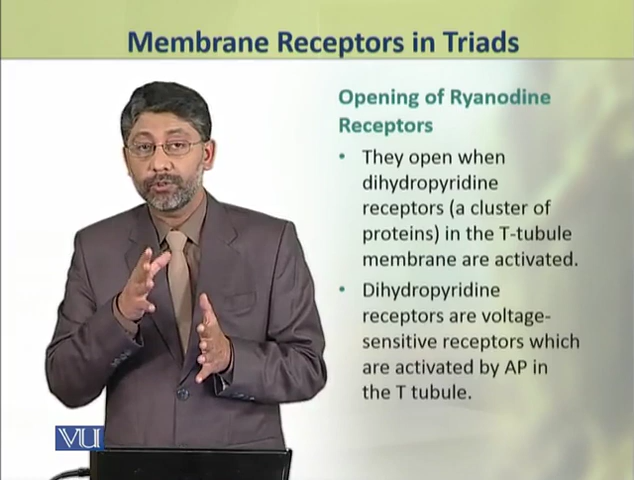 Membrane Receptors in Triads
Opening of Ryanodine
Receptors
• They open when
dihydropyridine
receptors (a cluster of
proteins) in the T-tubule
membrane are activated.
• Dihydropyridine
receptors are voltage-
sensitive receptors which
are activated by AP in
the T tubule.
VU